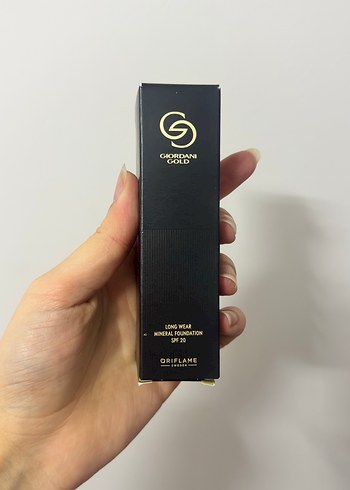 GIORDANI
GOLD
LONG WEAR
MINERAL FOUNDATION
SPF 20
ORIFLAME
SWEDEN